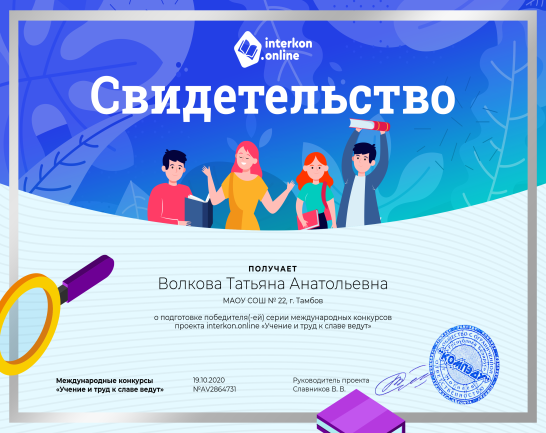 interkon
.online
Свидетельство
ПОЛУЧАЕТ
Волкова Татьяна Анатольевна
МАОУ СОШ № 22, г. Тамбов
о подготовке победителя(-ей) серии международных конкурсов
проекта interkon.online «Учение и труд к славе ведут»
Международные конкурсы
«Учение и труд к славе ведут»
19.10.2020
№AV2864731
Руководитель проекта
Славников В. В.
"КОМПЭДУ"